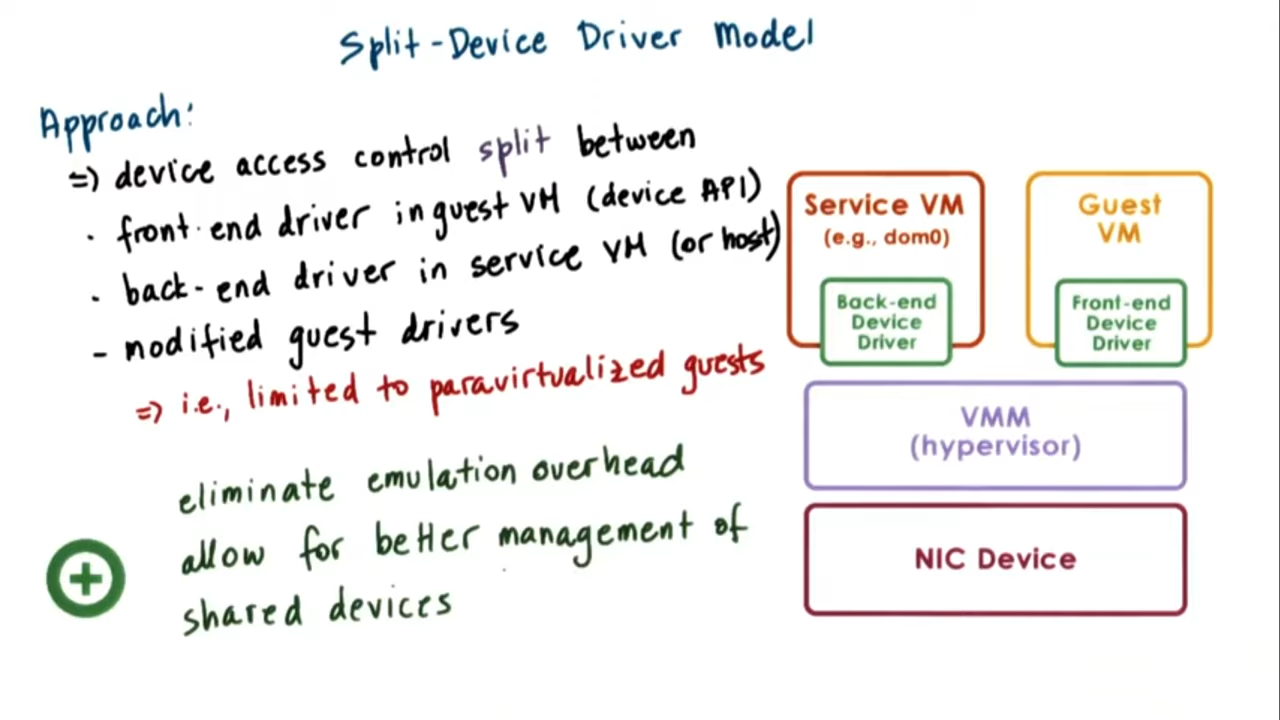 Split-Device Driver Model
Approach:
=> device access control split between
· front-end driver in guest VM (device API)
· back-end driver in service VM (or host)
- modified guest drivers
=> i.e., limited to paravirtualized guests
eliminate emulation overhead
allow for better management of
shared devices
+
Service VM
(e.g., dom0)
Back-end
Device
Driver
Guest
VM
Front-end
Device
Driver
VMM
(hypervisor)
NIC Device